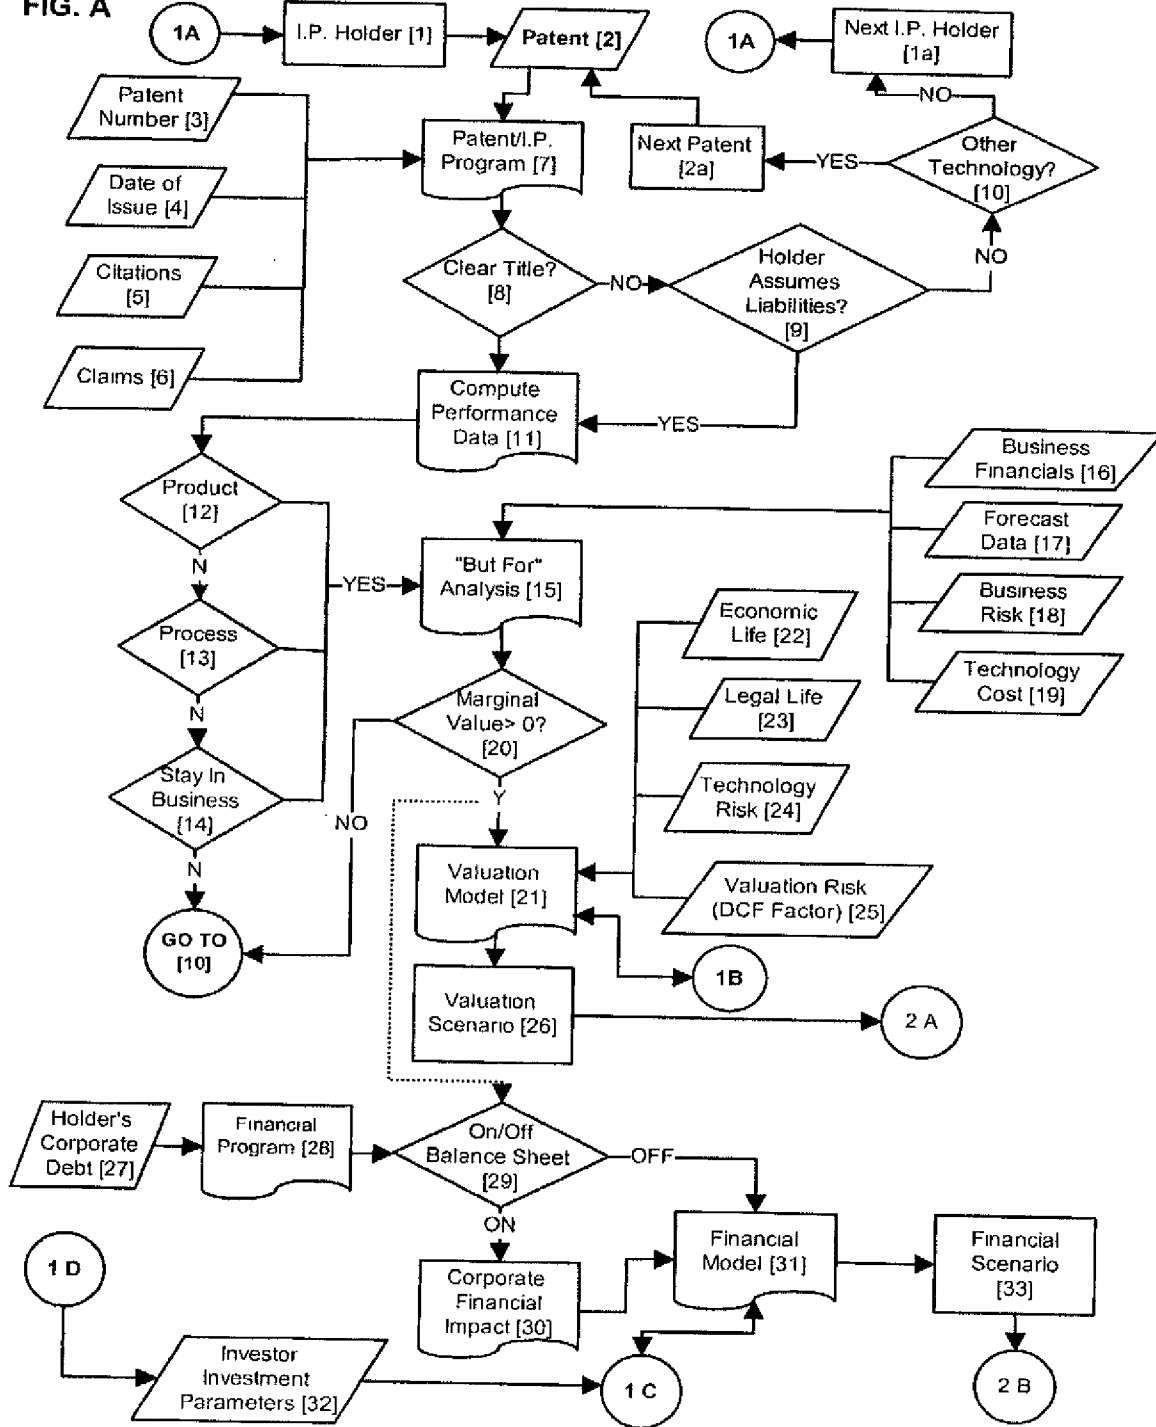 FIG. A
1A
I.P. Holder [1]
Patent [2]
1A
Next I.P. Holder
[1a]
NO
Patent
Number [3]
Patent/I.P.
Program [7]
Next Patent
[2a]
YES
Other
Technology?
[10]
Date of
Issue [4]
Citations
[5]
Clear Title?
[8]
NO
Holder
Assumes
Liabilities?
[9]
NO
Claims [6]
Compute
Performance
Data [11]
YES
Product
[12]
N
Process
[13]
N
Stay In
Business
[14]
N
GO TO
[10]
YES
"But For"
Analysis [15]
Business
Financials [16]
Forecast
Data [17]
Business
Risk [18]
Technology
Cost [19]
Marginal
Value> 0?
[20]
NO
Y
Economic
Life [22]
Legal Life
[23]
Technology
Risk [24]
Valuation Risk
(DCF Factor) [25]
Valuation
Model [21]
1B
Valuation
Scenario [26]
2 A
Holder's
Corporate
Debt [27]
Financial
Program [28]
On/Off
Balance Sheet
[29]
OFF
ON
1 D
Corporate
Financial
Impact [30]
Financial
Model [31]
Financial
Scenario
[33]
Investor
Investment
Parameters [32]
1 C
2 B